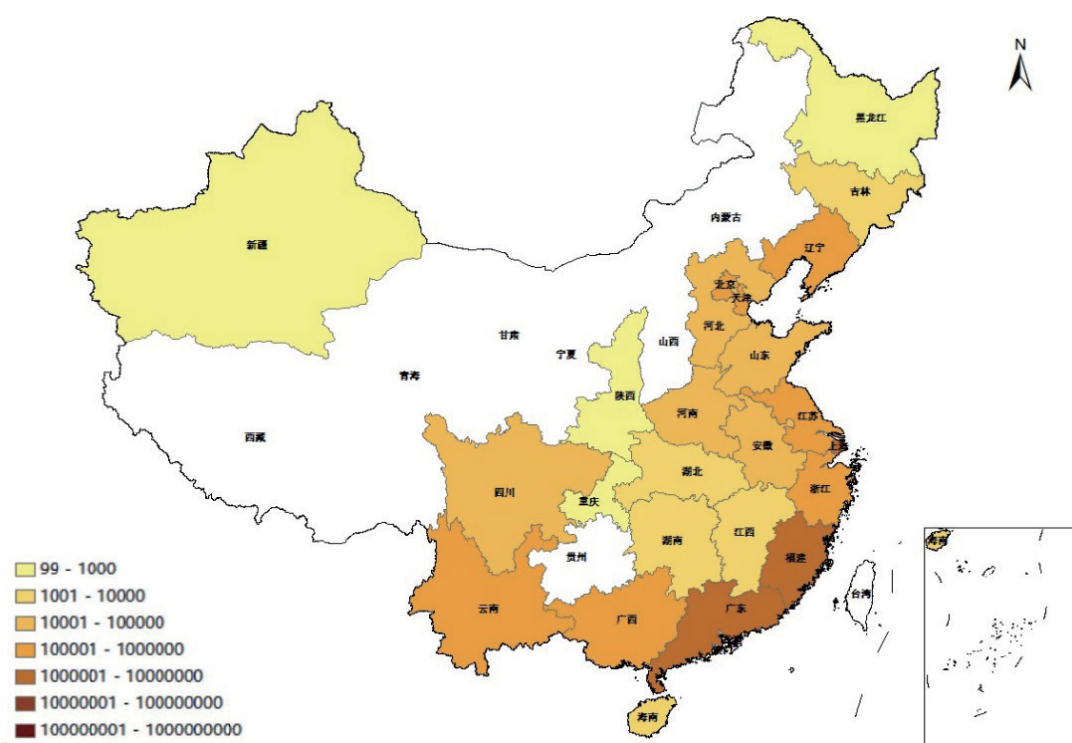 N
黑龙江
吉林
内蒙古
新疆
辽宁
北京
天津
河北
甘肃
宁夏
山西
山东
青海
陕西
河南
江苏
西藏
安徽
上海
湖北
四川
重庆
浙江
湖南
江西
贵州
福建
台湾
云南
广西
广东
海南
海南
99 - 1000
1001 - 10000
10001 - 100000
100001 - 1000000
1000001 - 10000000
10000001 - 100000000
100000001 - 1000000000